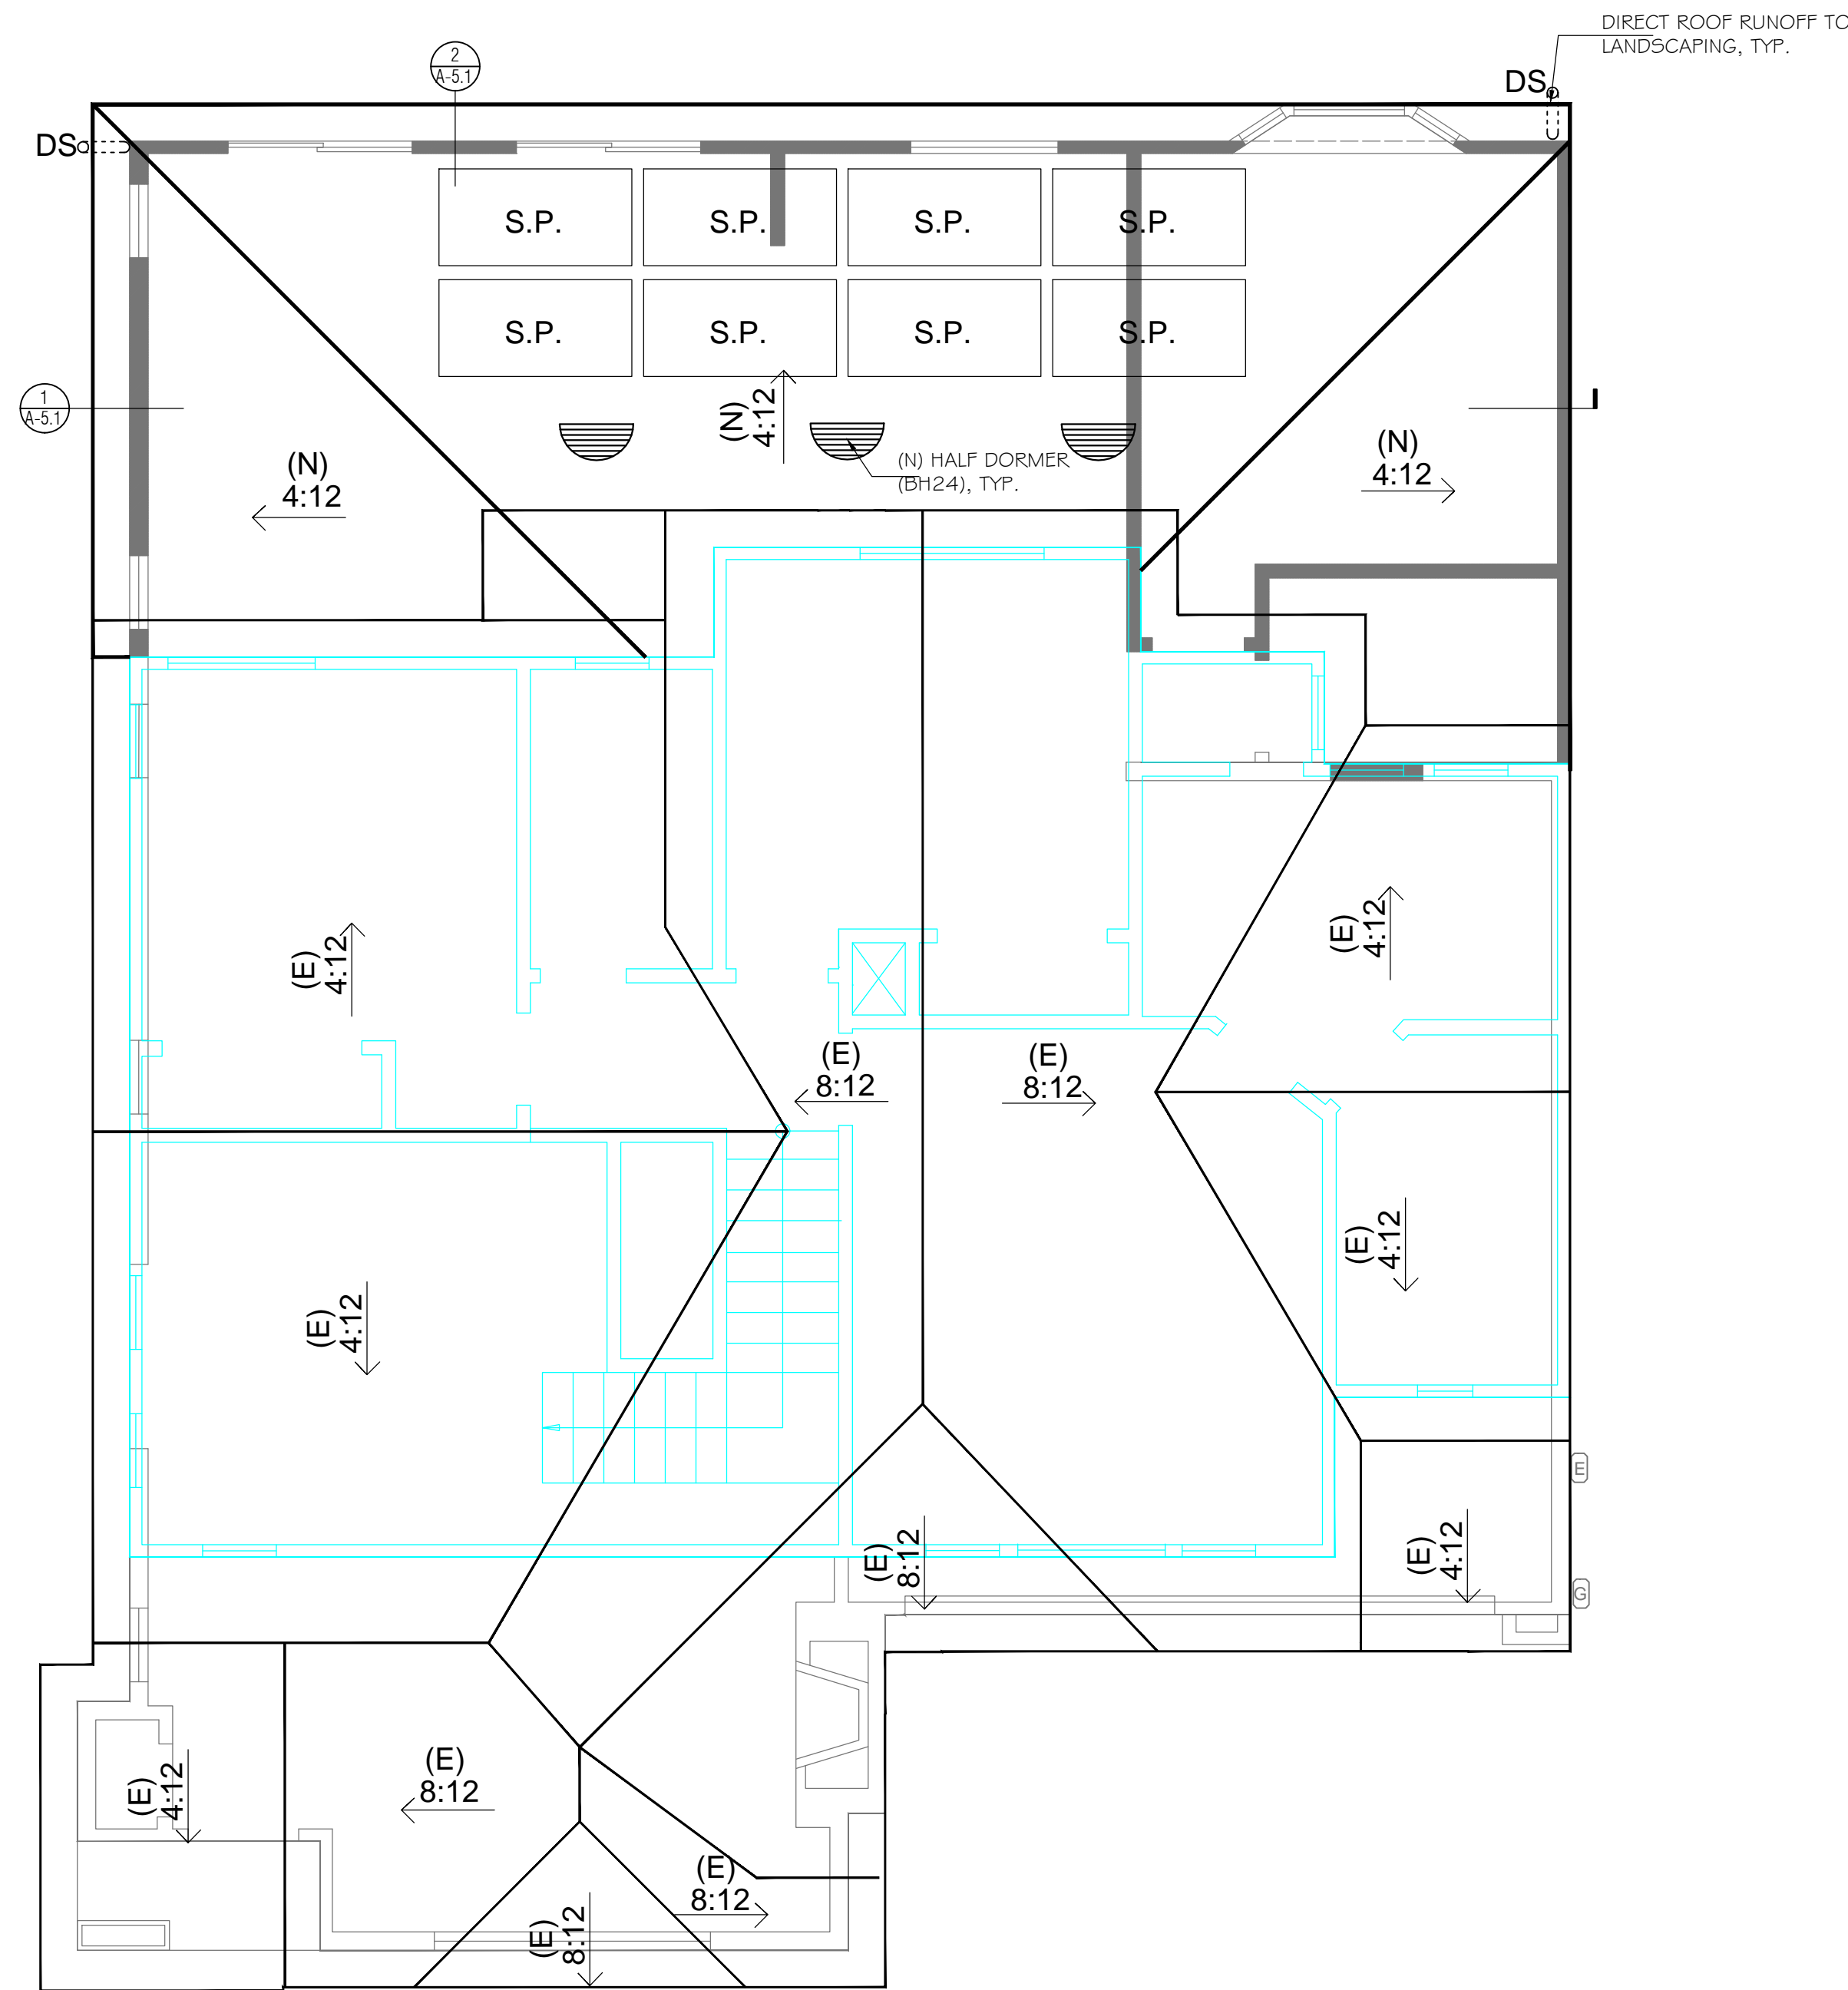 DIRECT ROOF RUNOFF TO
LANDSCAPING, TYP.
2
A-5.1
DS
DS
S.P.
S.P.
S.P.
S.P.
S.P.
S.P.
S.P.
S.P.
1
A-5.1
(N)
4:12
(N)
4:12
(N)
4:12
(N) HALF DORMER
(BH24), TYP.
(E)
4:12
(E)
4:12
(E)
8:12
(E)
8:12
(E)
4:12
(E)
4:12
E
(E)
8:12
(E)
4:12
G
(E)
4:12
(E)
8:12
(E)
8:12
(E)
8:12